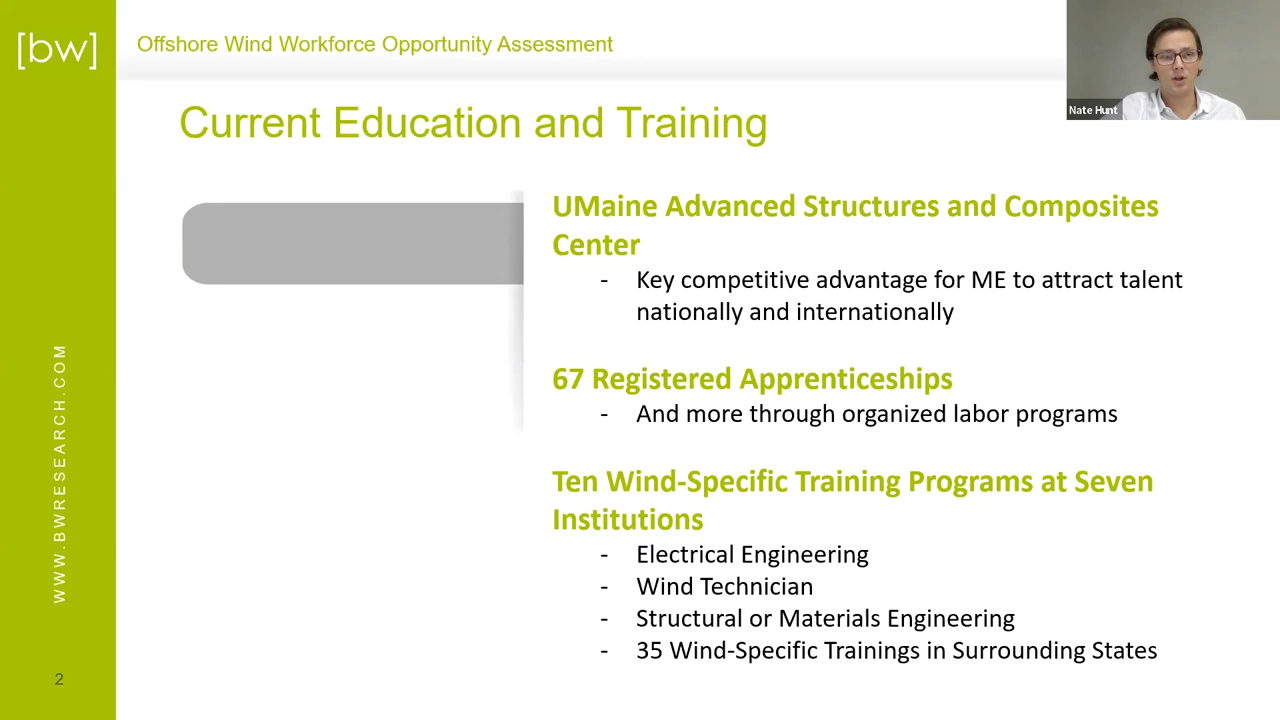 [bw]
Offshore Wind Workforce Opportunity Assessment
Nate Hunt
Current Education and Training
UMaine Advanced Structures and Composites
Center
- Key competitive advantage for ME to attract talent
nationally and internationally
67 Registered Apprenticeships
- And more through organized labor programs
Ten Wind-Specific Training Programs at Seven
Institutions
- Electrical Engineering
- Wind Technician
- Structural or Materials Engineering
- 35 Wind-Specific Trainings in Surrounding States
WWW.BWRESEARCH.COM
2